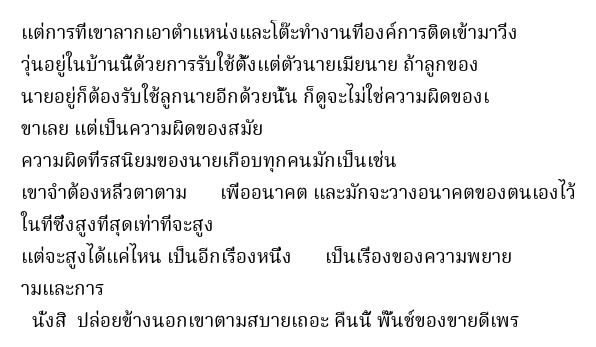 แต่การที่เขาลากเอาตำแหน่งและโต๊ะทำงานที่องค์การติดเข้ามาวิ่ง
วุ่นอยู่ในบ้านนี้ด้วยการรับใช้ตั้งแต่ตัวนายเมียนาย ถ้าลูกของ
นายอยู่ก็ต้องรับใช้ลูกนายอีกด้วยนั้น ก็ดูจะไม่ใช่ความผิดของเ
ขาเลย แต่เป็นความผิดของสมัย
ความผิดที่รสนิยมของนายเกือบทุกคนมักเป็นเช่น
เขาจำต้องหลิ่วตาตาม เพื่ออนาคต และมักจะวางอนาคตของตนเองไว้
ในที่ซึ่งสูงที่สุดเท่าที่จะสูง
แต่จะสูงได้แค่ไหน เป็นอีกเรื่องหนึ่ง เป็นเรื่องของความพยาย
ามและการ
นั่งสิ ปล่อยข้างนอกเขาตามสบายเถอะ คืนนี้ พั้นช์ของขายดีเพร